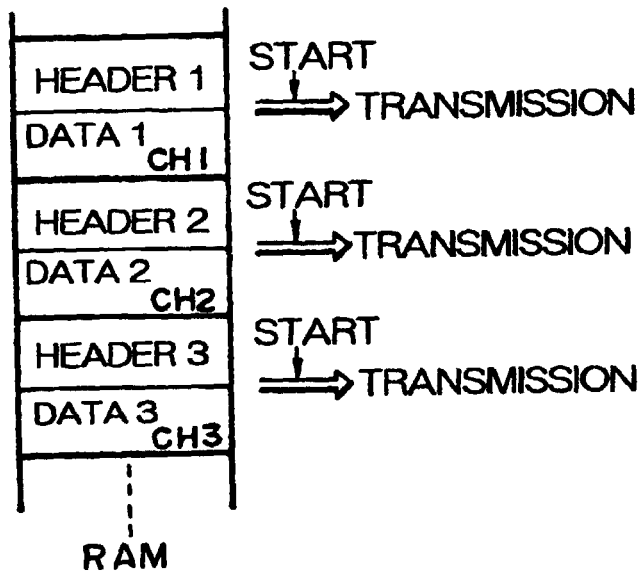 HEADER 1
START
TRANSMISSION
DATA 1
CH1
HEADER 2
START
TRANSMISSION
DATA 2
CH2
HEADER 3
START
TRANSMISSION
DATA 3
CH3
RAM